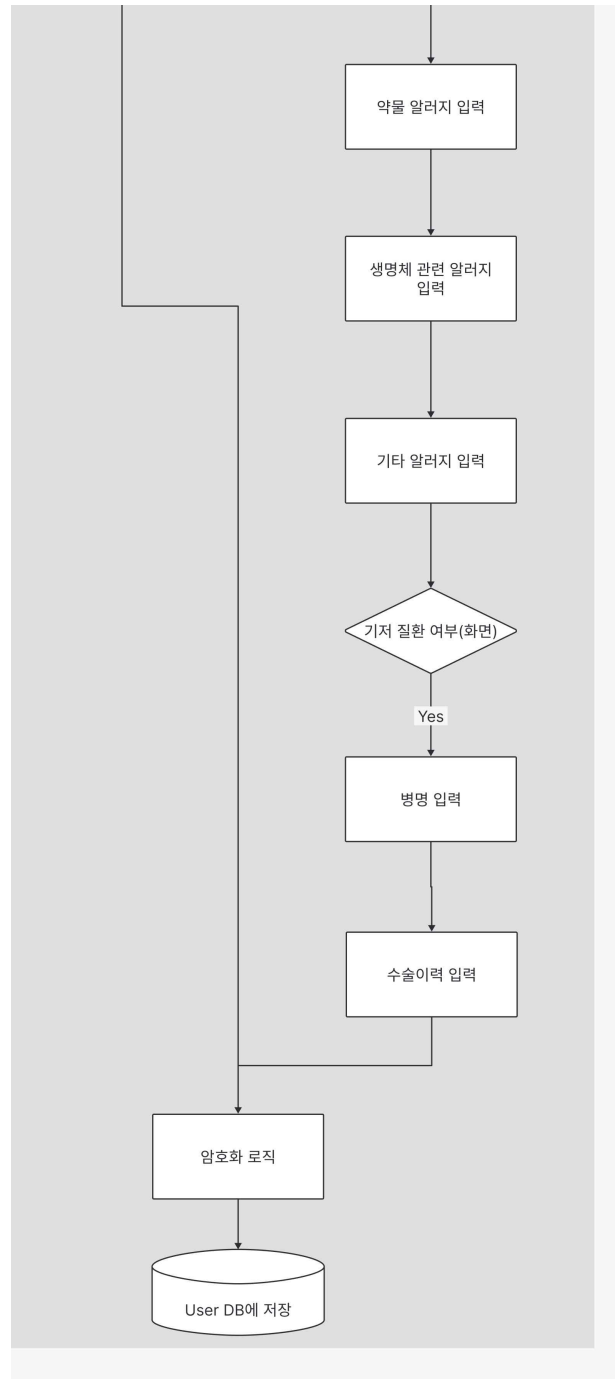 약물 알러지 입력
생명체 관련 알러지
입력
기타 알러지 입력
기저 질환 여부(화면)
Yes
병명 입력
수술이력 입력
암호화 로직
User DB에 저장